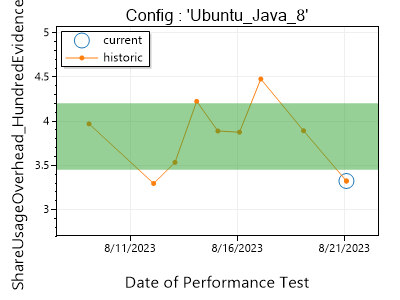 Config : 'Ubuntu_Java_8'
current
historic
ShareUsageOverhead_HundredEvidence
5
4.5
4
3.5
3
8/11/2023
8/16/2023
8/21/2023
Date of Performance Test